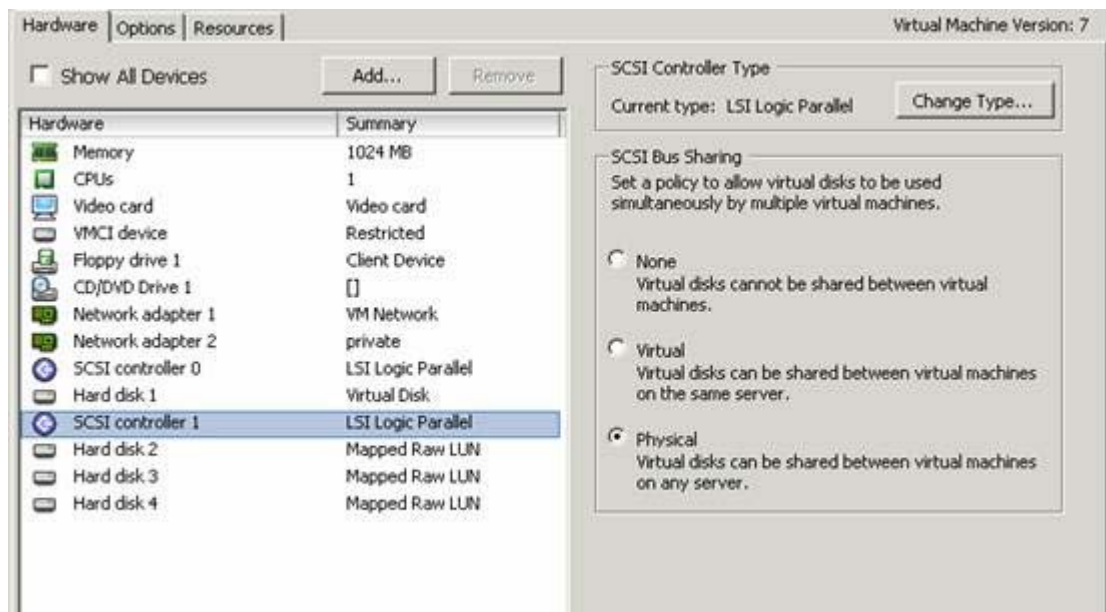 Hardware Options Resources Virtual Machine Version: 7
Show All Devices Add... Remove
Hardware Summary
Memory 1024 MB
CPUs 1
Video card Video card
VMCI device Restricted
Floppy drive 1 Client Device
CD/DVD Drive 1 []
Network adapter 1 VM Network
Network adapter 2 private
SCSI controller 0 LSI Logic Parallel
Hard disk 1 Virtual Disk
SCSI controller 1 LSI Logic Parallel
Hard disk 2 Mapped Raw LUN
Hard disk 3 Mapped Raw LUN
Hard disk 4 Mapped Raw LUN
SCSI Controller Type
Current type: LSI Logic Parallel Change Type...
SCSI Bus Sharing
Set a policy to allow virtual disks to be used
simultaneously by multiple virtual machines.
None
Virtual disks cannot be shared between virtual
machines.
Virtual
Virtual disks can be shared between virtual machines
on the same server.
Physical
Virtual disks can be shared between virtual machines
on any server.